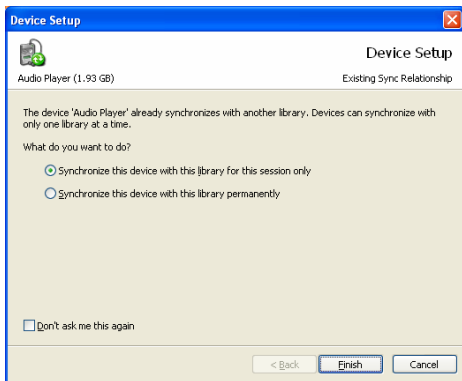 Device Setup
Device Setup
Audio Player (1.93 GB)
Existing Sync Relationship
The device 'Audio Player' already synchronizes with another library. Devices can synchronize with
only one library at a time.
What do you want to do?
Synchronize this device with this library for this session only
Synchronize this device with this library permanently
Don't ask me this again
< Back
Finish
Cancel